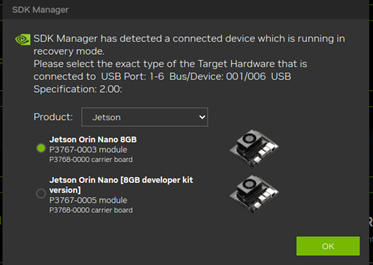 SDK Manager
SDK Manager has detected a connected device which is running in
recovery mode.
Please select the exact type of the Target Hardware that is
connected to  USB Port: 1-6  Bus/Device: 001/006  USB
Specification: 2.00:
Product: Jetson
Jetson Orin Nano 8GB
P3767-0003 module
P3768-0000 carrier board
Jetson Orin Nano [8GB developer kit
version]
P3767-0005 module
P3768-0000 carrier board
OK